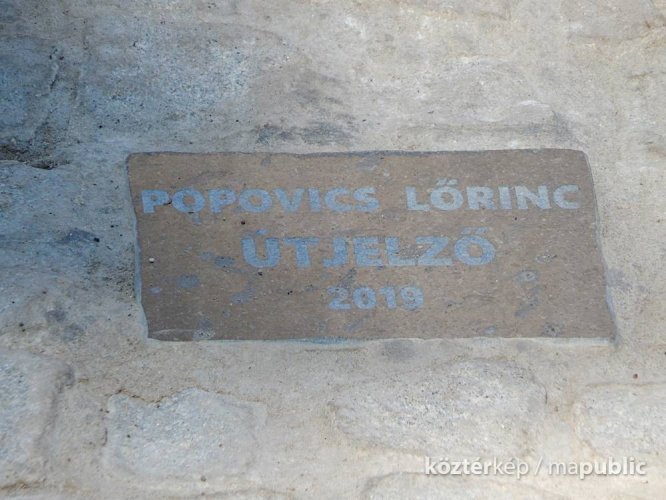 POPOVICS LŐRINC
ÚTJELZŐ
2019
köztérkép / mapublic